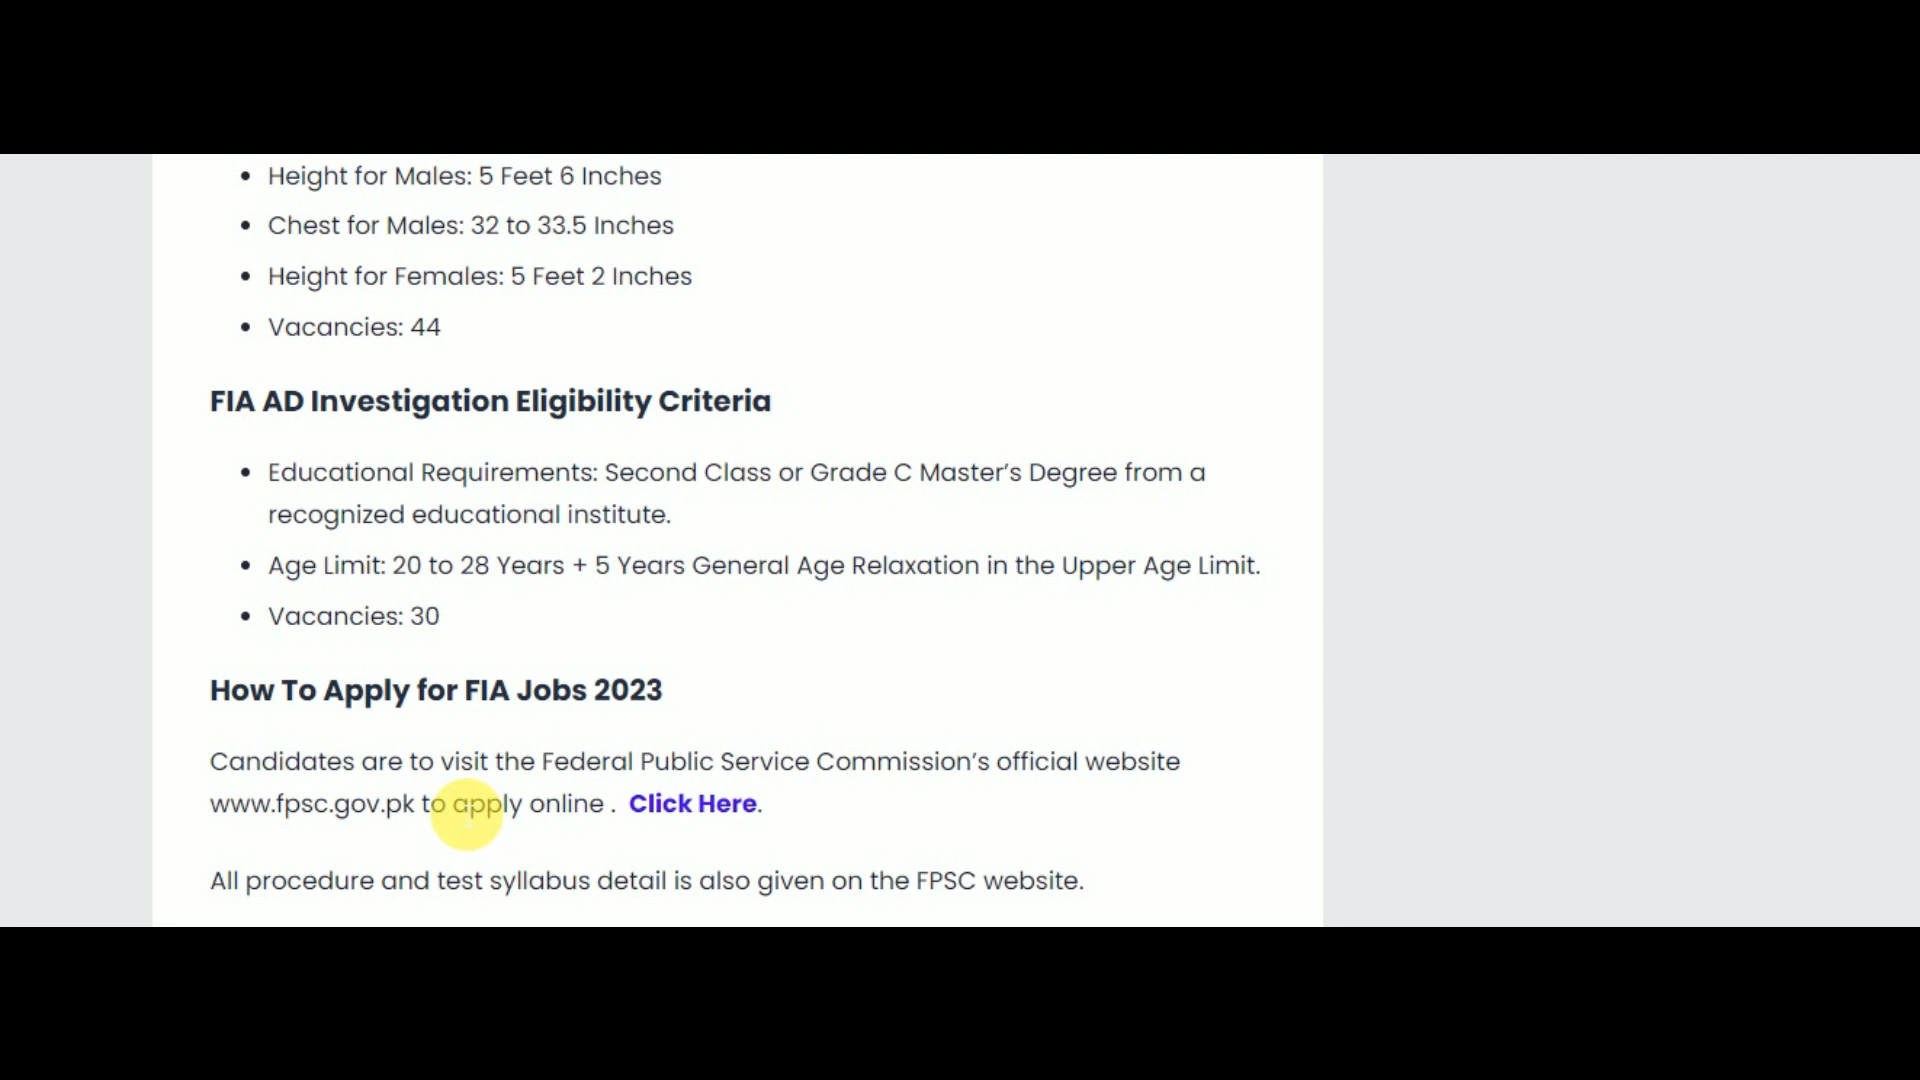 Height for Males: 5 Feet 6 Inches
Chest for Males: 32 to 33.5 Inches
Height for Females: 5 Feet 2 Inches
Vacancies: 44
FIA AD Investigation Eligibility Criteria
Educational Requirements: Second Class or Grade C Master’s Degree from a
recognized educational institute.
Age Limit: 20 to 28 Years + 5 Years General Age Relaxation in the Upper Age Limit.
Vacancies: 30
How To Apply for FIA Jobs 2023
Candidates are to visit the Federal Public Service Commission’s official website
www.fpsc.gov.pk to apply online . Click Here.
All procedure and test syllabus detail is also given on the FPSC website.